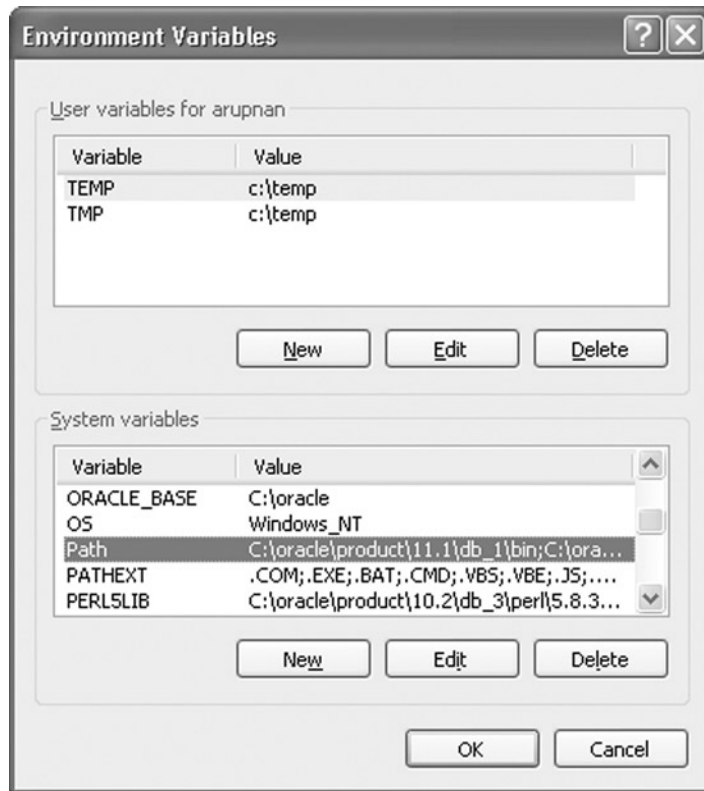 Environment Variables
User variables for arupnan
Variable Value
TEMP c:\temp
TMP c:\temp
New Edit Delete
System variables
Variable Value
ORACLE_BASE C:\oracle
OS Windows_NT
Path C:\oracle\product\11.1\db_1\bin;C:\ora...
PATHEXT .COM;.EXE;.BAT;.CMD;.VBS;.VBE;.JS;....
PERL5LIB C:\oracle\product\10.2\db_3\perl\5.8.3...
New Edit Delete
OK Cancel